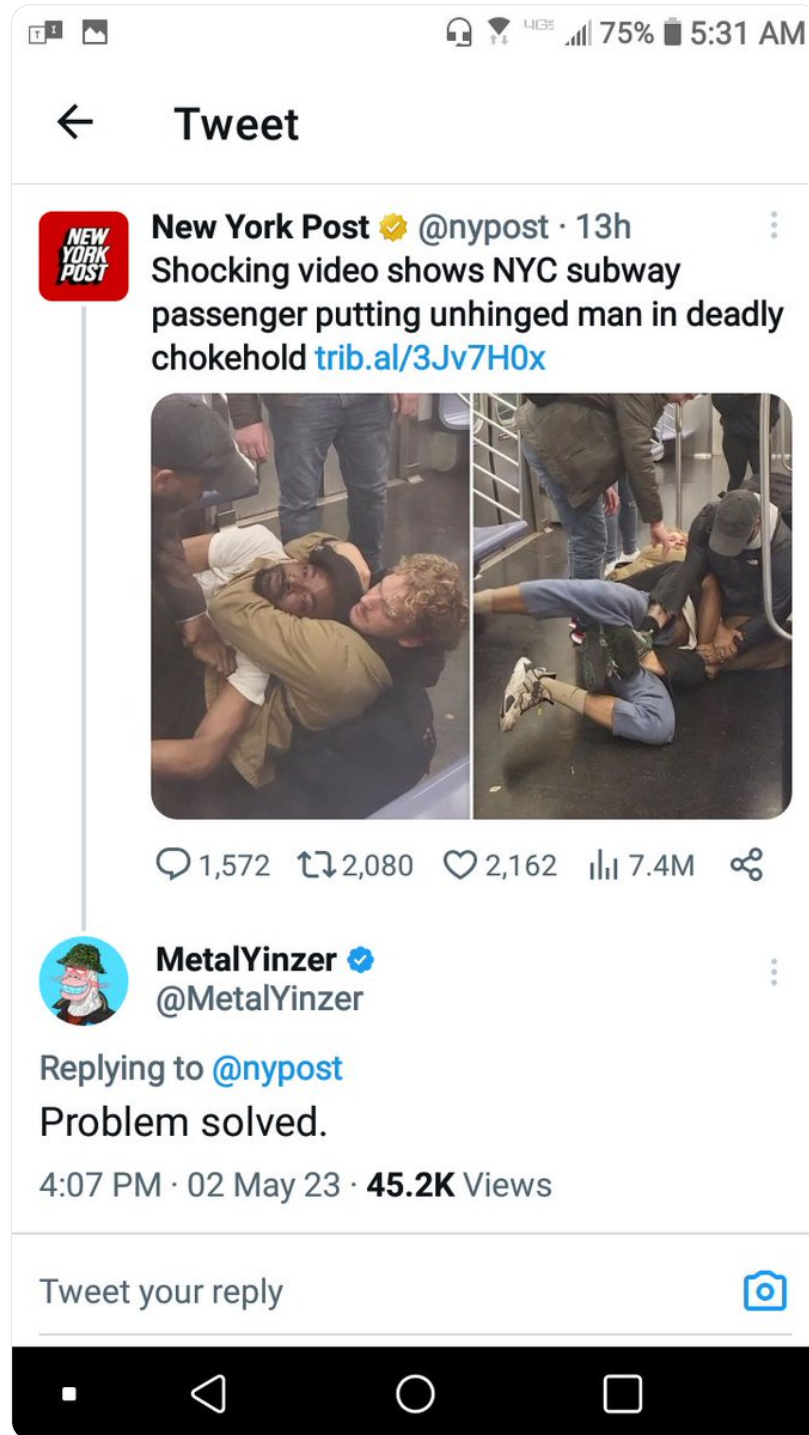 T I 4GE 75% 5:31 AM
Tweet
NEW
YORK
POST
New York Post @nypost · 13h
Shocking video shows NYC subway
passenger putting unhinged man in deadly
chokehold trib.al/3Jv7H0x
1,572 2,080 2,162 7.4M
MetalYinzer
@MetalYinzer
Replying to @nypost
Problem solved.
4:07 PM · 02 May 23 · 45.2K Views
Tweet your reply